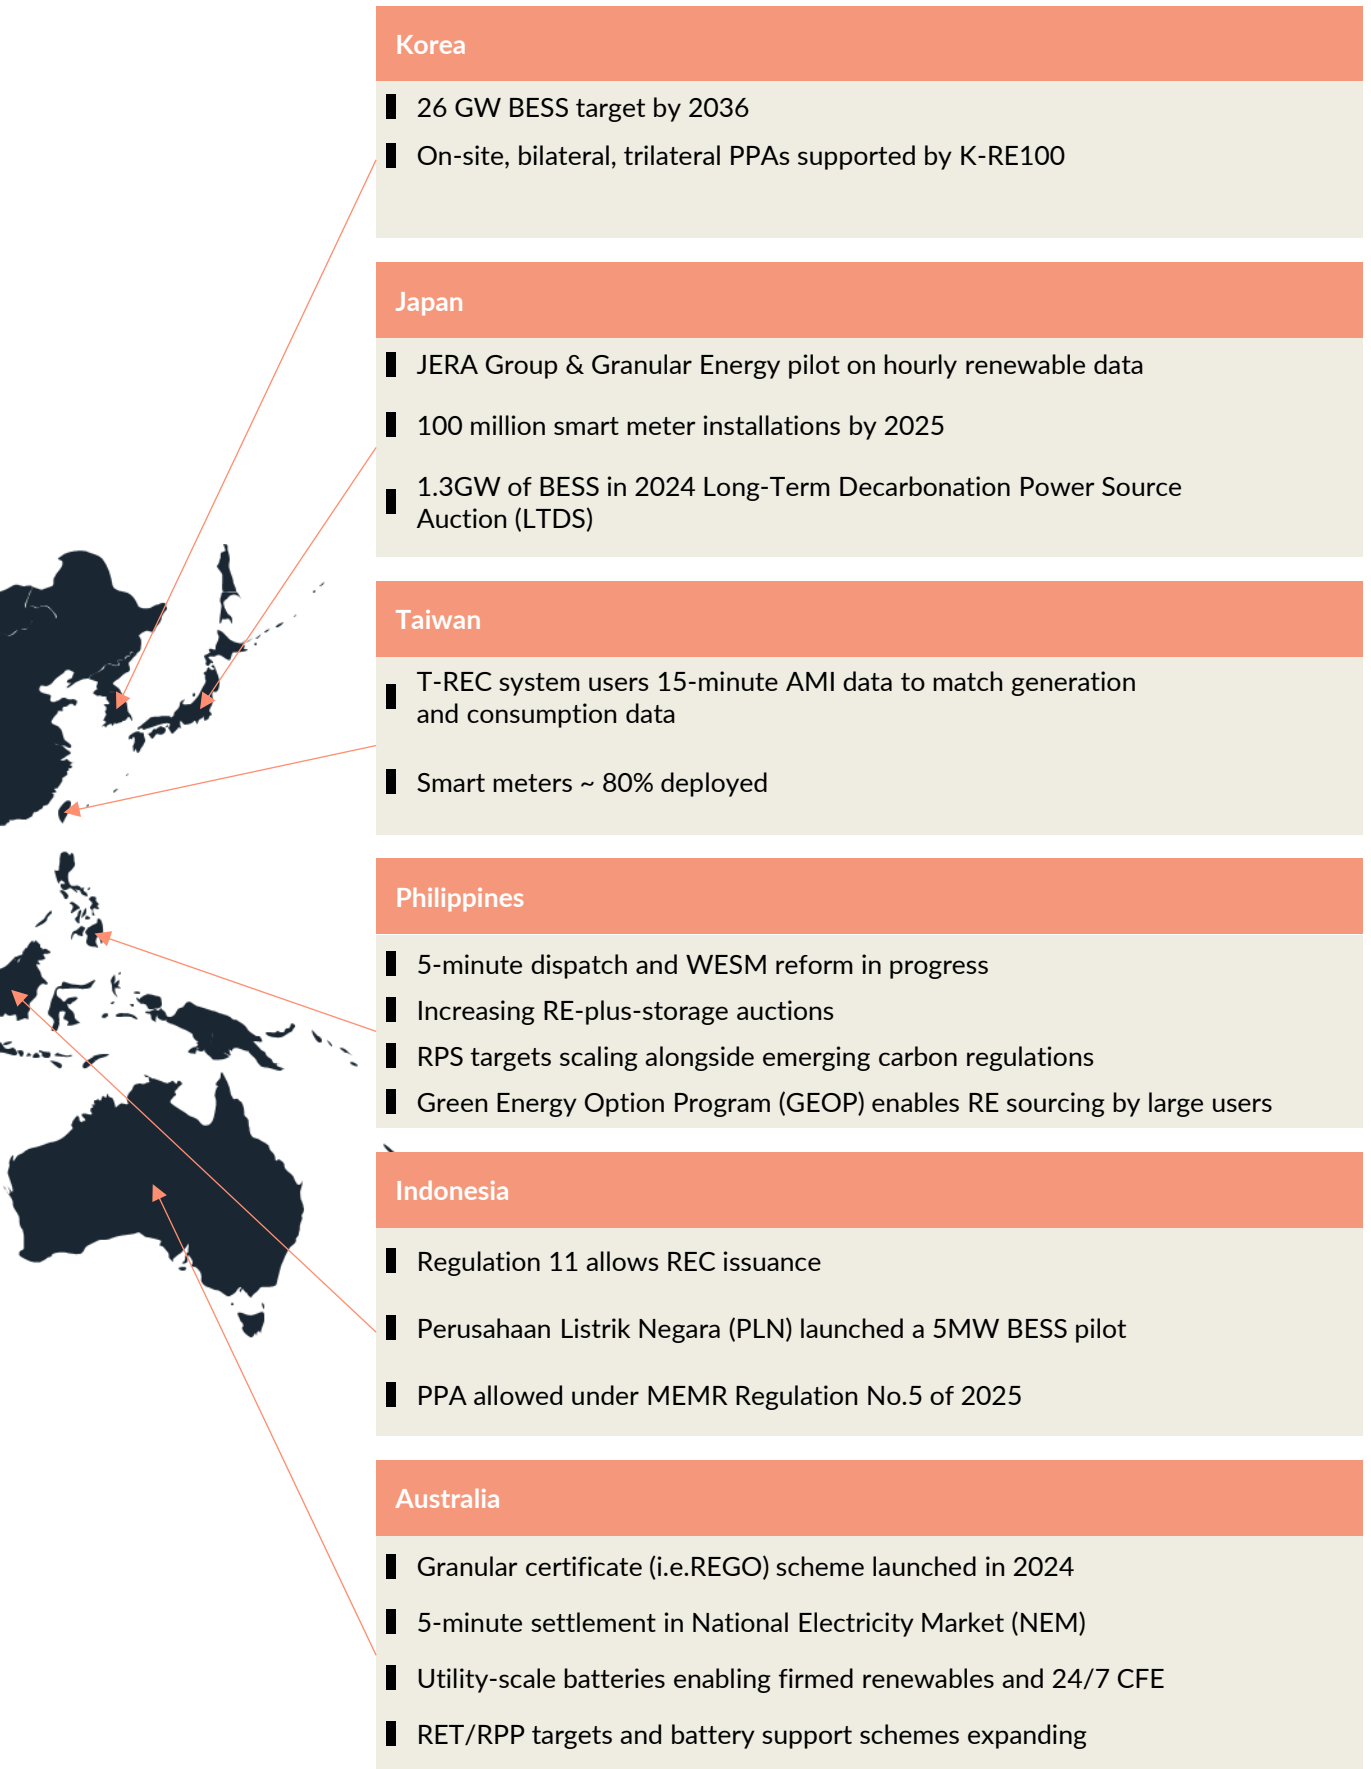 Korea
26 GW BESS target by 2036
On-site, bilateral, trilateral PPAs supported by K-RE100
Japan
JERA Group & Granular Energy pilot on hourly renewable data
100 million smart meter installations by 2025
1.3GW of BESS in 2024 Long-Term Decarbonation Power Source
Auction (LTDS)
Taiwan
T-REC system users 15-minute AMI data to match generation
and consumption data
Smart meters ~ 80% deployed
Philippines
5-minute dispatch and WESM reform in progress
Increasing RE-plus-storage auctions
RPS targets scaling alongside emerging carbon regulations
Green Energy Option Program (GEOP) enables RE sourcing by large users
Indonesia
Regulation 11 allows REC issuance
Perusahaan Listrik Negara (PLN) launched a 5MW BESS pilot
PPA allowed under MEMR Regulation No.5 of 2025
Australia
Granular certificate (i.e.REGO) scheme launched in 2024
5-minute settlement in National Electricity Market (NEM)
Utility-scale batteries enabling firmed renewables and 24/7 CFE
RET/RPP targets and battery support schemes expanding